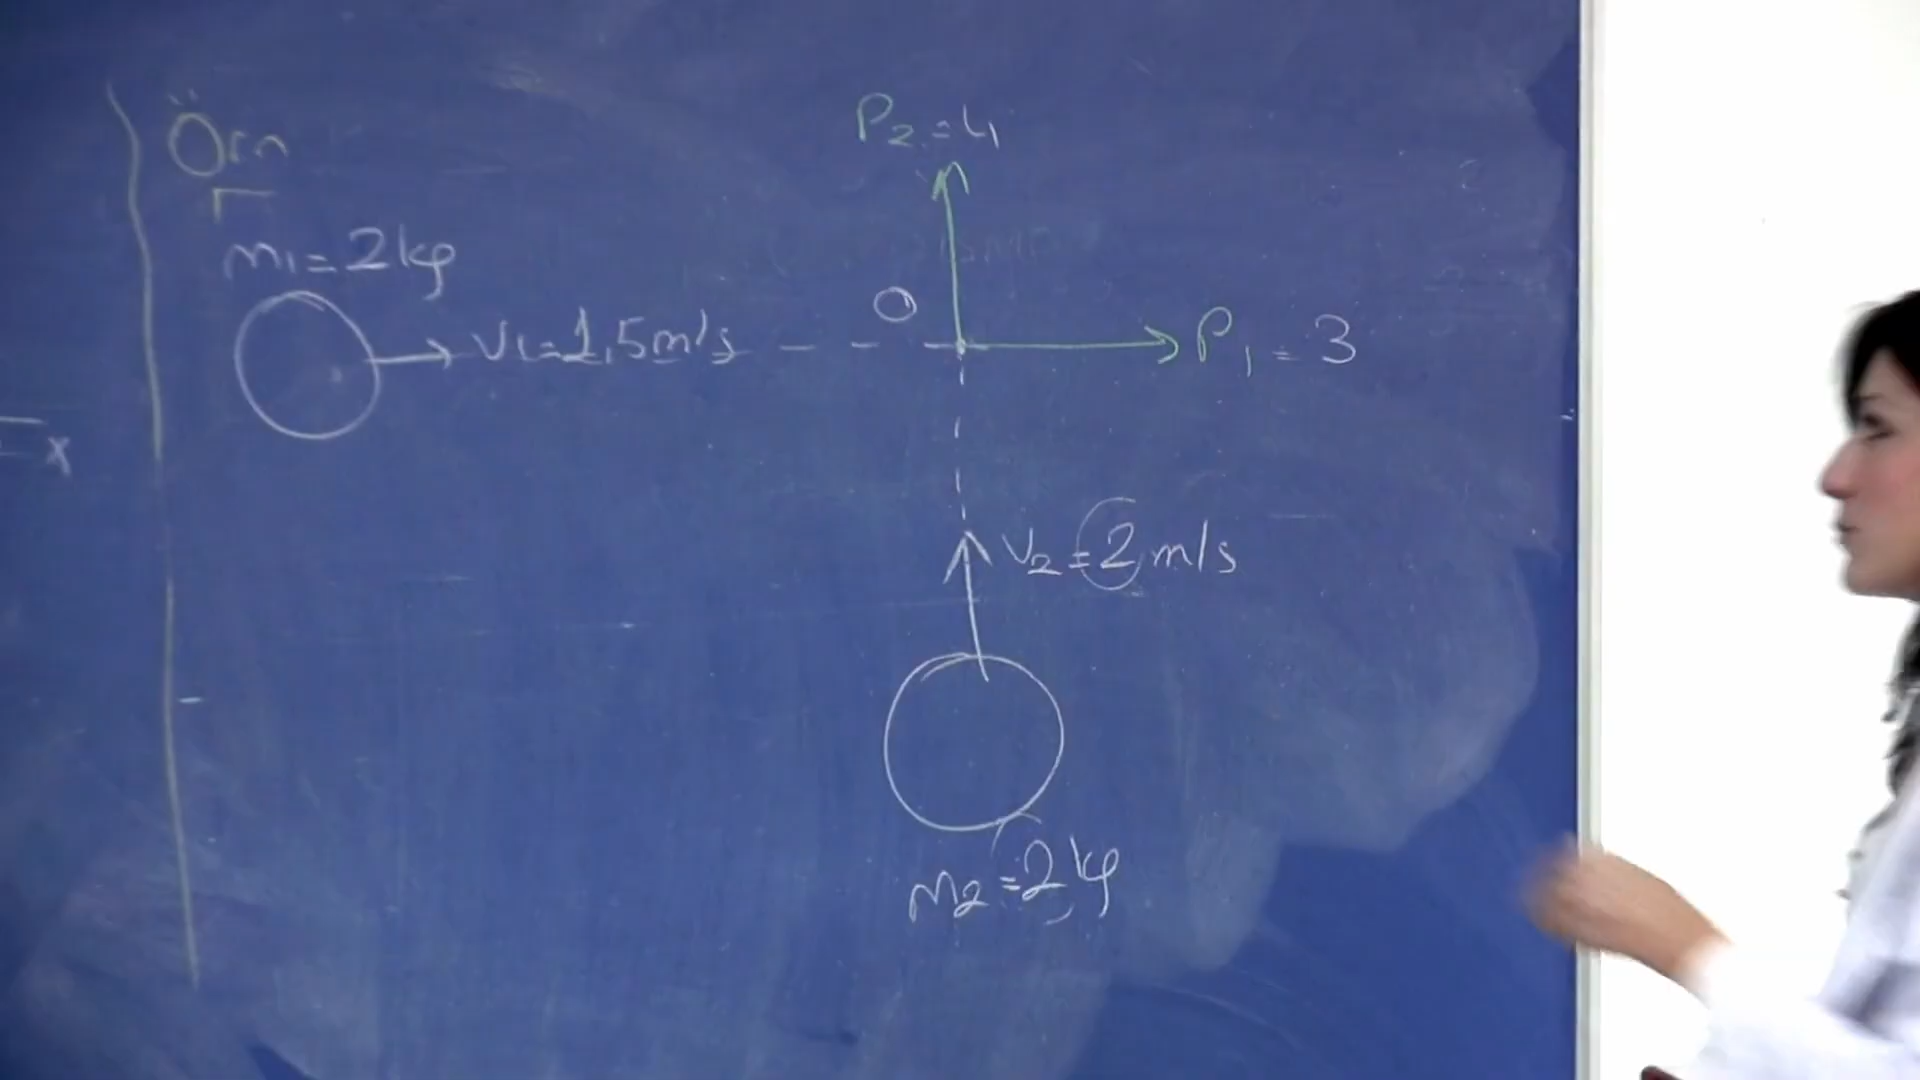 Örn
m₁=2kg
V₁=1,5m/s
O
P₂=4
P₁=3
V₂=2m/s
m₂=2kg
x